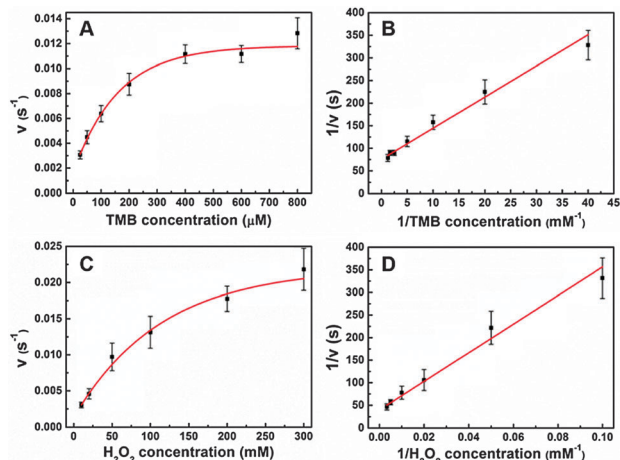 A
v (s⁻¹)
0.014
0.012
0.010
0.008
0.006
0.004
0.002
0.000
0 100 200 300 400 500 600 700 800
TMB concentration (μM)
B
1/v (s)
400
350
300
250
200
150
100
50
0
0 5 10 15 20 25 30 35 40 45
1/TMB concentration (mM⁻¹)
C
v (s⁻¹)
0.025
0.020
0.015
0.010
0.005
0.000
0 50 100 150 200 250 300
H₂O₂ concentration (mM)
D
1/v (s)
400
350
300
250
200
150
100
50
0
0.00 0.02 0.04 0.06 0.08 0.10
1/H₂O₂ concentration (mM⁻¹)